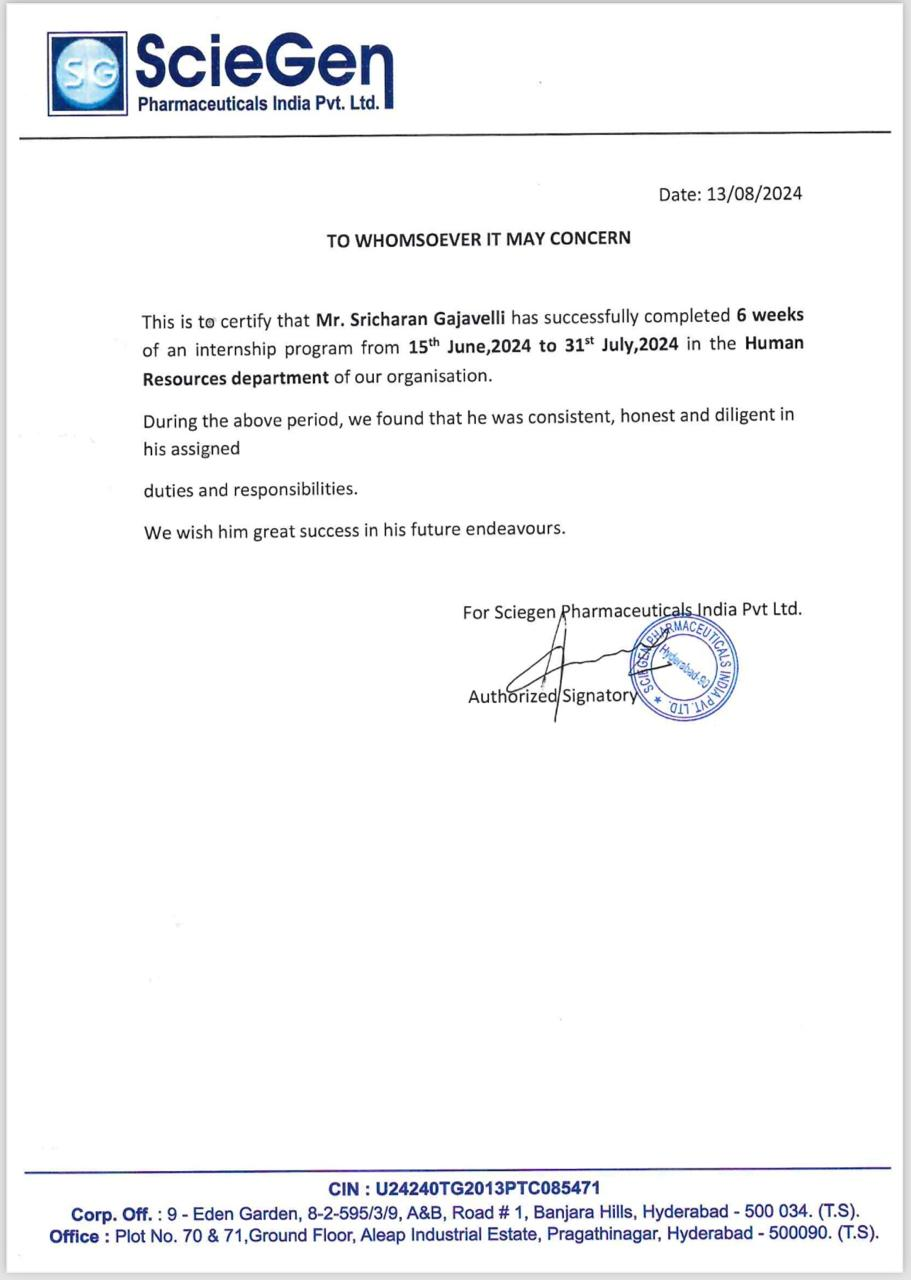 SG
ScieGen
Pharmaceuticals India Pvt. Ltd.
Date: 13/08/2024
TO WHOMSOEVER IT MAY CONCERN
This is to certify that Mr. Sricharan Gajavelli has successfully completed 6 weeks
of an internship program from 15th June,2024 to 31st July,2024 in the Human
Resources department of our organisation.
During the above period, we found that he was consistent, honest and diligent in
his assigned
duties and responsibilities.
We wish him great success in his future endeavours.
For Sciegen Pharmaceuticals India Pvt Ltd.
Authorized Signatory
SCIEGEN PHARMACEUTICALS INDIA PVT. LTD. ★
Hyderabad-90
CIN : U24240TG2013PTC085471
Corp. Off. : 9 - Eden Garden, 8-2-595/3/9, A&B, Road # 1, Banjara Hills, Hyderabad - 500 034. (T.S).
Office : Plot No. 70 & 71,Ground Floor, Aleap Industrial Estate, Pragathinagar, Hyderabad - 500090. (T.S).